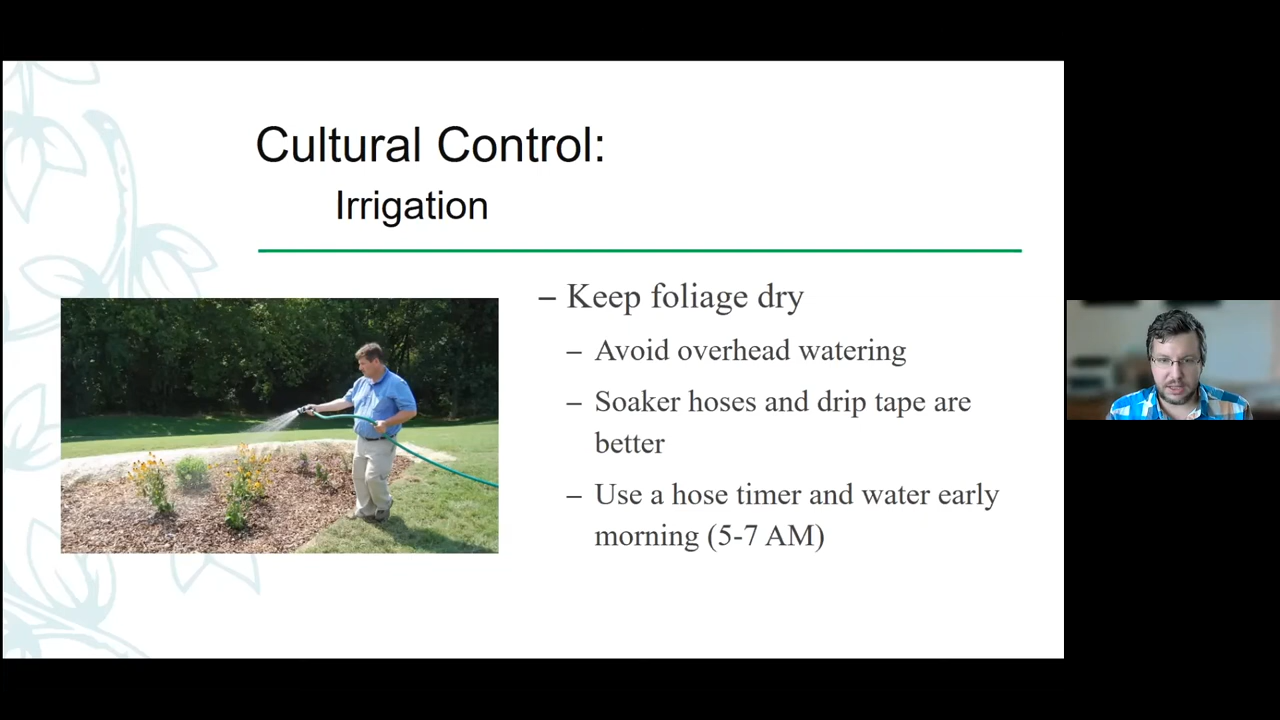 Cultural Control:
Irrigation
– Keep foliage dry
– Avoid overhead watering
– Soaker hoses and drip tape are
better
– Use a hose timer and water early
morning (5-7 AM)